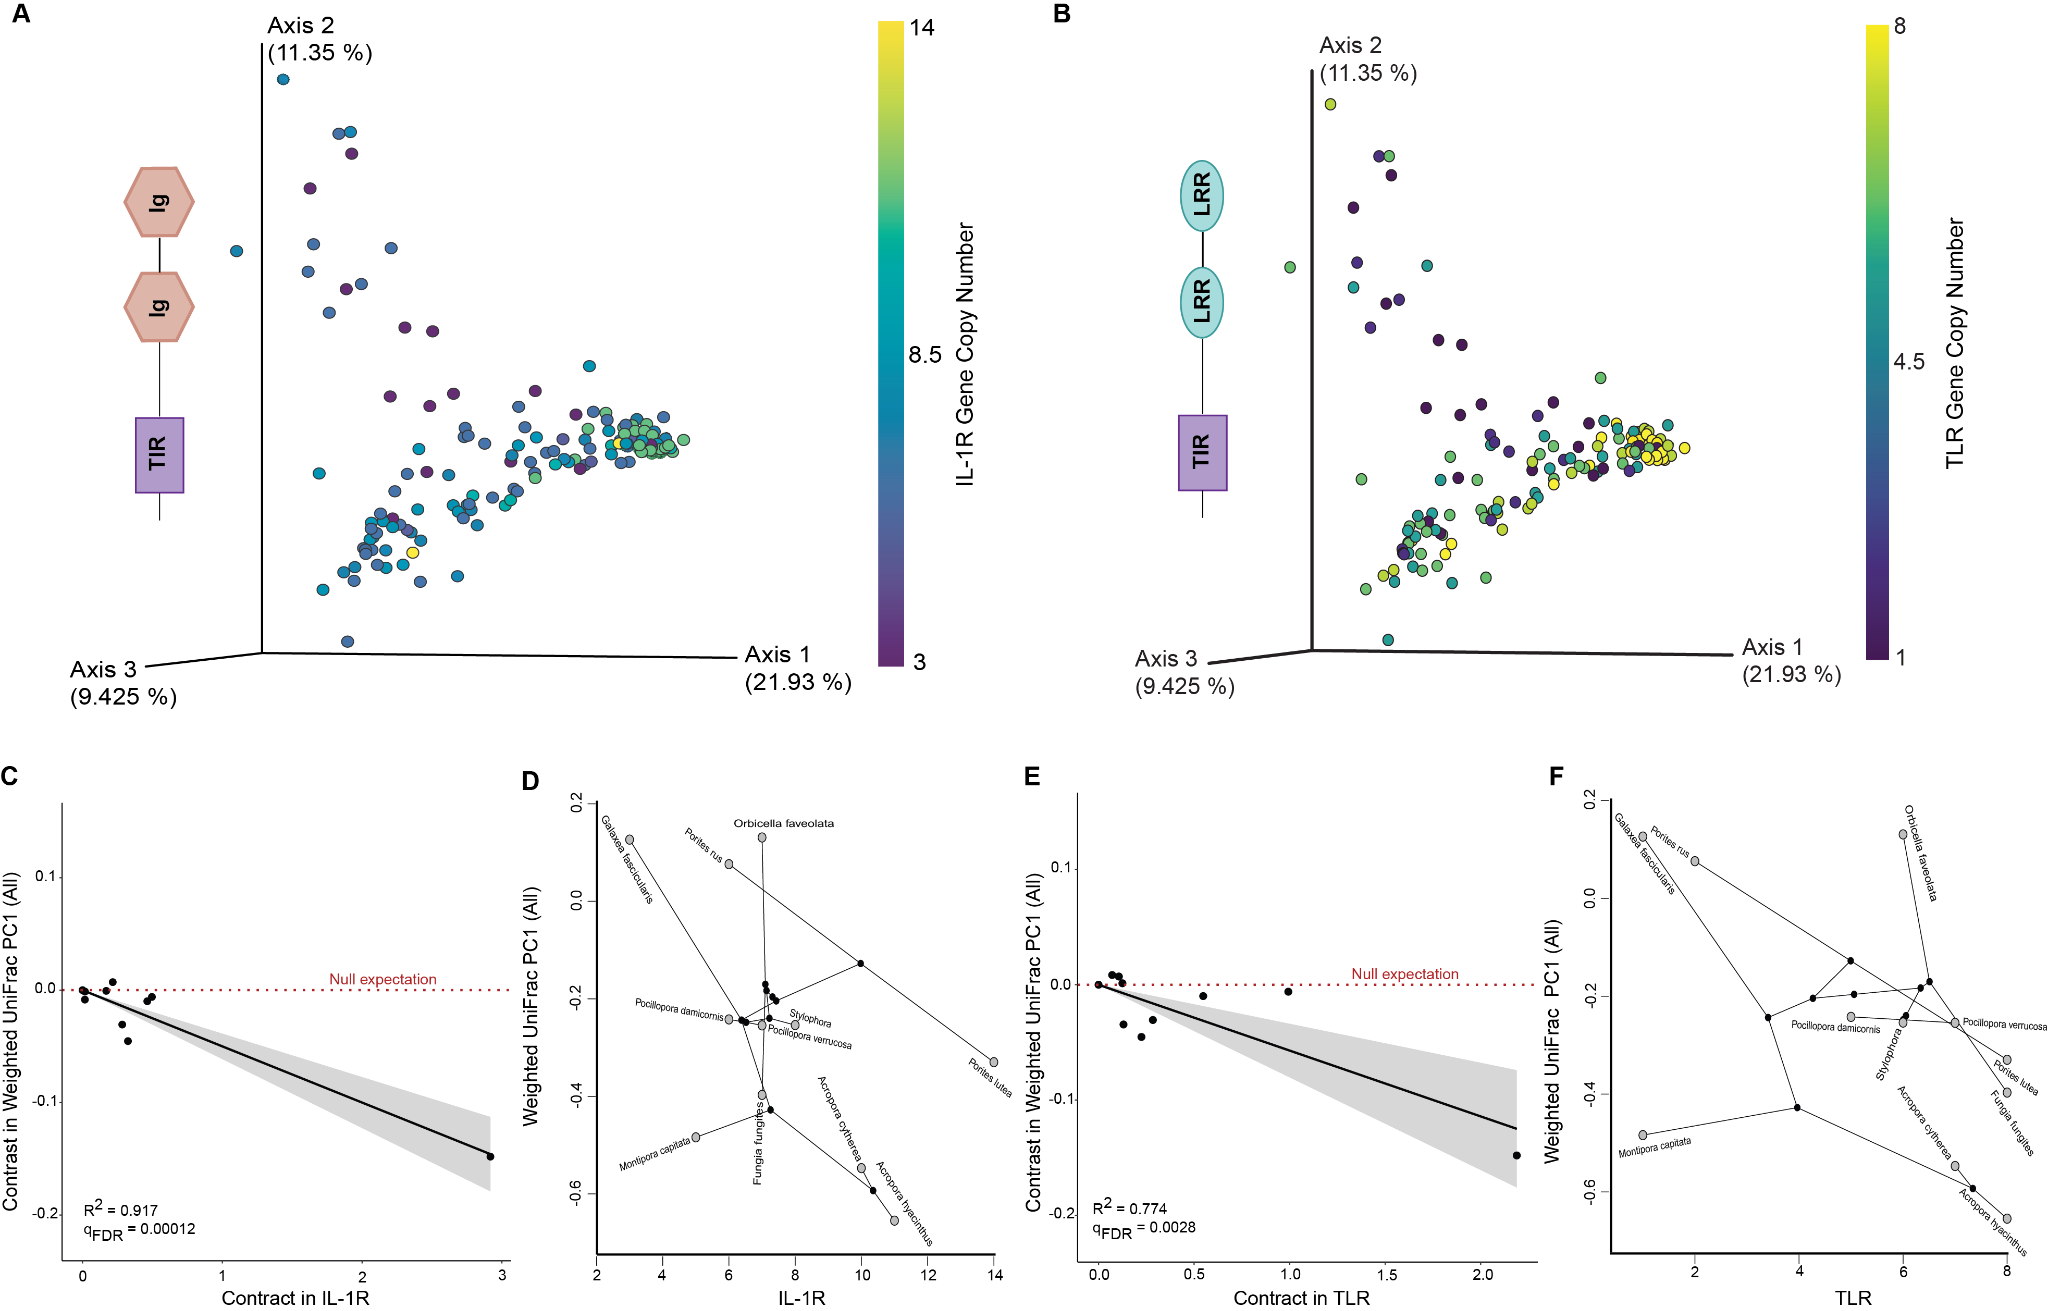 A
Axis 2
(11.35 %)
Ig
Ig
TIR
Axis 3
(9.425 %)
Axis 1
(21.93 %)
14
8.5
3
IL-1R Gene Copy Number
B
Axis 2
(11.35 %)
LRR
LRR
TIR
Axis 3
(9.425 %)
Axis 1
(21.93 %)
8
4.5
1
TLR Gene Copy Number
C
Contrast in Weighted UniFrac PC1 (All)
0.1
0.0
-0.1
-0.2
Null expectation
R2 = 0.917
qFDR = 0.00012
0
1
2
3
Contract in IL-1R
D
Weighted UniFrac PC1 (All)
0.2
0.0
-0.2
-0.4
-0.6
Galaxea fascicularis
Porites rus
Orbicella faveolata
Pocillopora damicornis
Stylophora
Pocillopora verrucosa
Porites lutea
Montipora capitata
Fungia fungites
Acropora cytherea
Acropora hyacinthus
2
4
6
8
10
12
14
IL-1R
E
Contrast in Weighted UniFrac PC1 (All)
0.1
0.0
-0.1
-0.2
Null expectation
R2 = 0.774
qFDR = 0.0028
0.0
0.5
1.0
1.5
2.0
Contract in TLR
F
Weighted UniFrac PC1 (All)
0.2
0.0
-0.2
-0.4
-0.6
Galaxea fascicularis
Porites rus
Orbicella faveolata
Pocillopora damicornis
Stylophora
Pocillopora verrucosa
Porites lutea
Fungia fungites
Montipora capitata
Acropora cytherea
Acropora hyacinthus
2
4
6
8
TLR